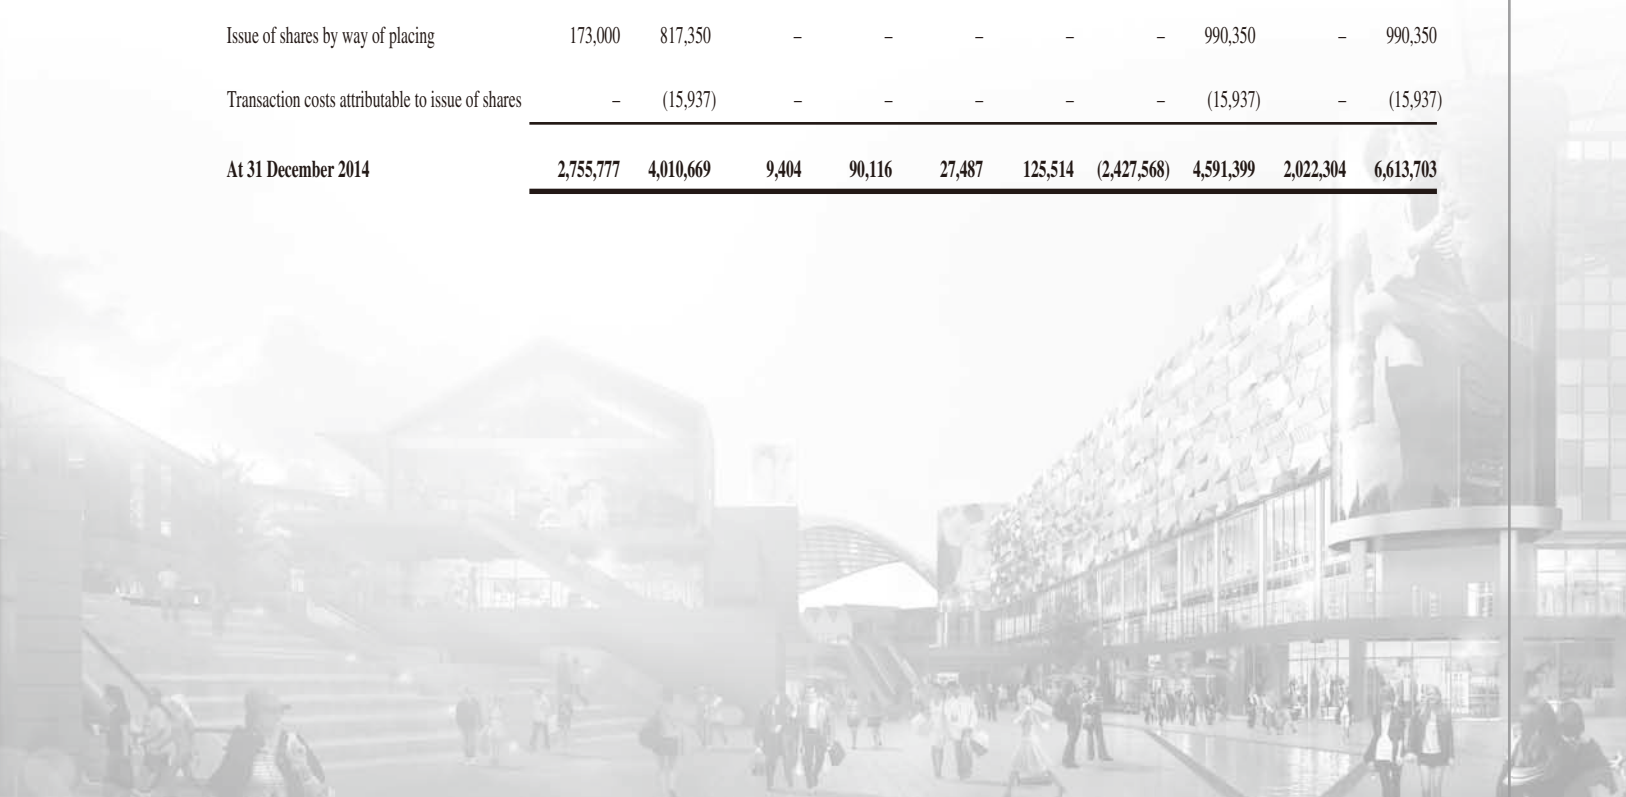 Issue of shares by way of placing 173,000 817,350 – – – – – 990,350 – 990,350
Transaction costs attributable to issue of shares – (15,937) – – – – – (15,937) – (15,937)
At 31 December 2014 2,755,777 4,010,669 9,404 90,116 27,487 125,514 (2,427,568) 4,591,399 2,022,304 6,613,703